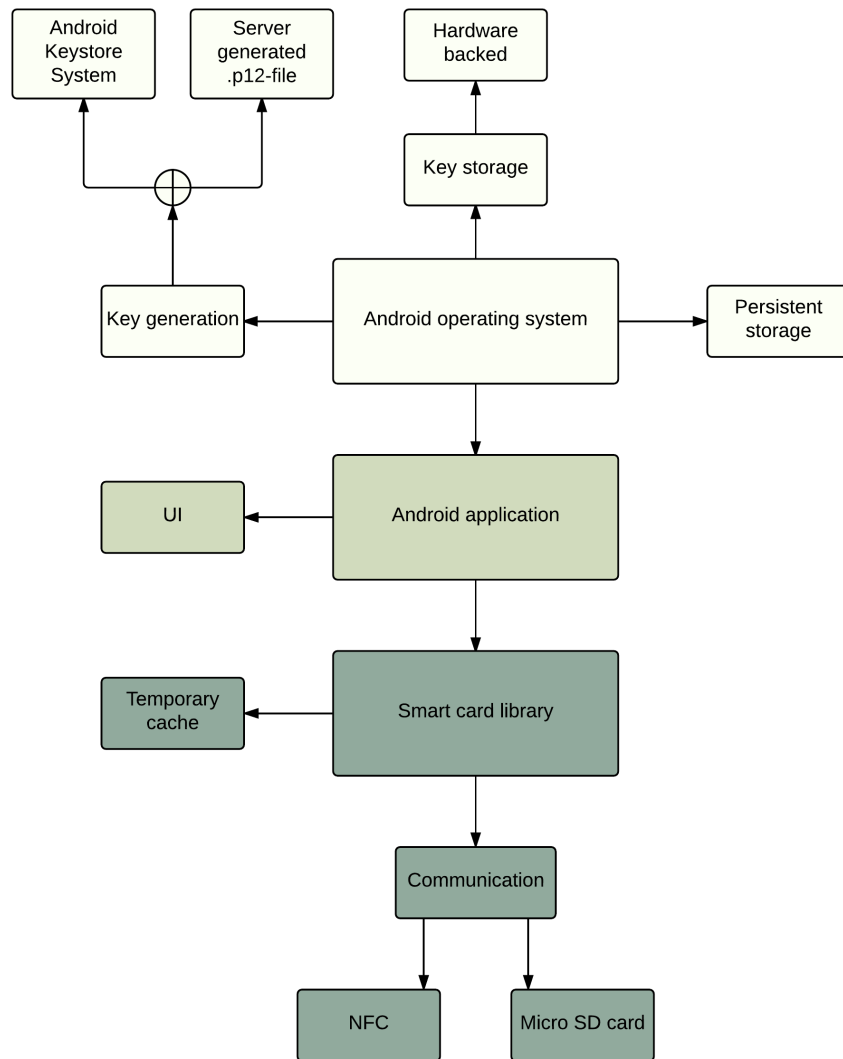 Android
Keystore
System
Server
generated
.p12-file
Hardware
backed
Key storage
Key generation
Android operating system
Persistent
storage
UI
Android application
Temporary
cache
Smart card library
Communication
NFC
Micro SD card